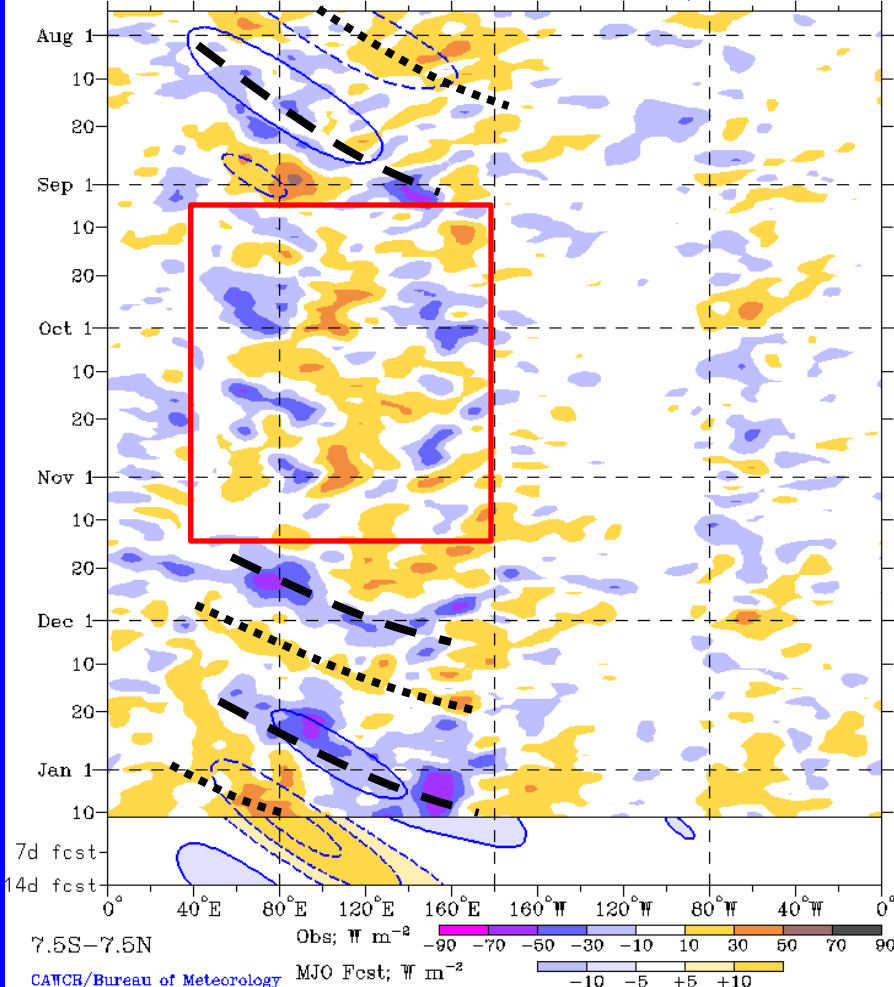 Aug 1
10
20
Sep 1
10
20
Oct 1
10
20
Nov 1
10
20
Dec 1
10
20
Jan 1
10
7d fcst
14d fcst
0° 40°E 80°E 120°E 160°E 160°W 120°W 80°W 40°W 0°
7.5S-7.5N
Obs; W m⁻²
-90 -70 -50 -30 -10 10 30 50 70 90
CAWCR/Bureau of Meteorology
MJO Fcst; W m⁻²
-10 -5 +5 +10